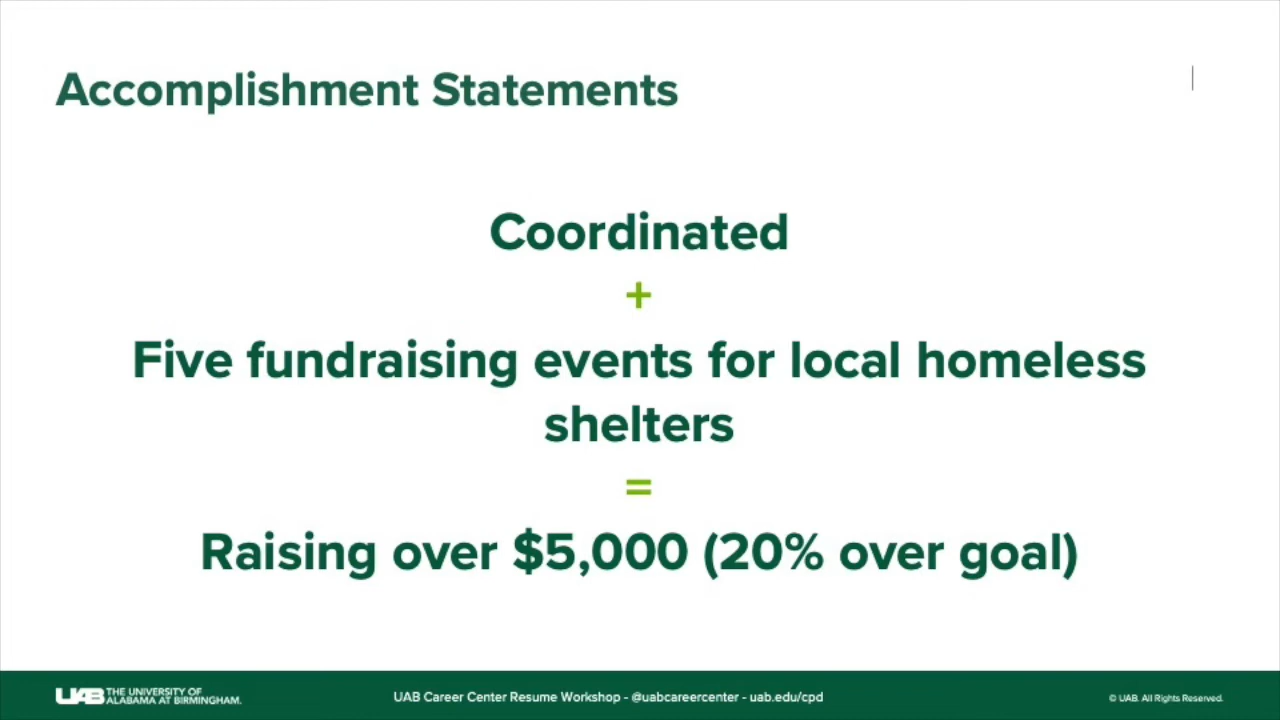 Accomplishment Statements
Coordinated
+
Five fundraising events for local homeless
shelters
=
Raising over $5,000 (20% over goal)
UAB THE UNIVERSITY OF
ALABAMA AT BIRMINGHAM.
UAB Career Center Resume Workshop - @uabcareercenter - uab.edu/cpd
© UAB. All Rights Reserved.